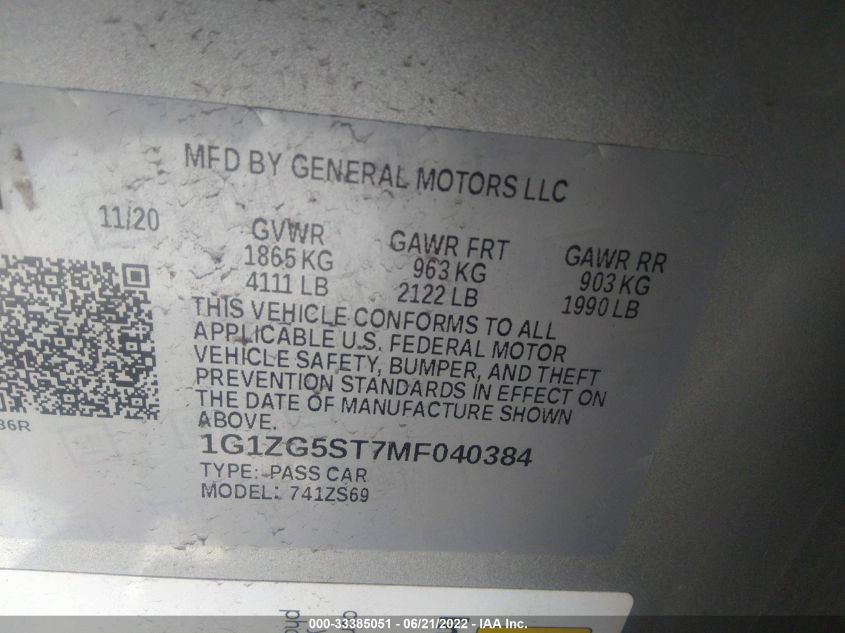 MFD BY GENERAL MOTORS LLC
11/20
GVWR GAWR FRT GAWR RR
1865 KG 963 KG 903 KG
4111 LB 2122 LB 1990 LB
THIS VEHICLE CONFORMS TO ALL
APPLICABLE U.S. FEDERAL MOTOR
VEHICLE SAFETY, BUMPER, AND THEFT
PREVENTION STANDARDS IN EFFECT ON
THE DATE OF MANUFACTURE SHOWN
ABOVE.
1G1ZG5ST7MF040384
TYPE: PASS CAR
MODEL: 741ZS69
000-33385051 - 06/21/2022 - IAA Inc.